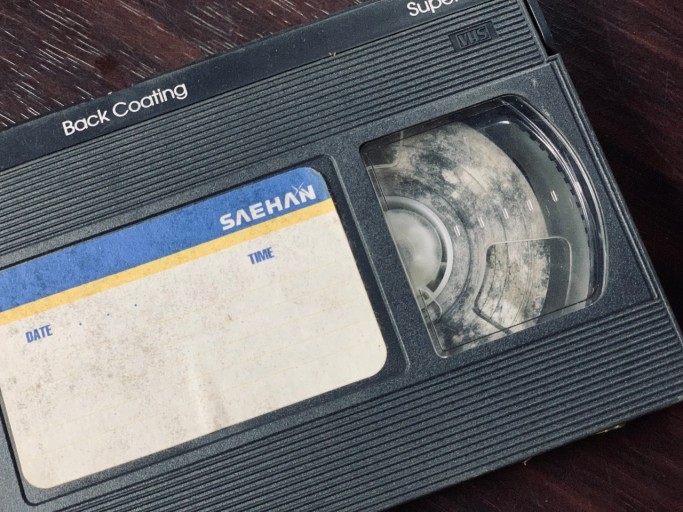 Super
VHS
Back Coating
SAEHAN
TIME
DATE